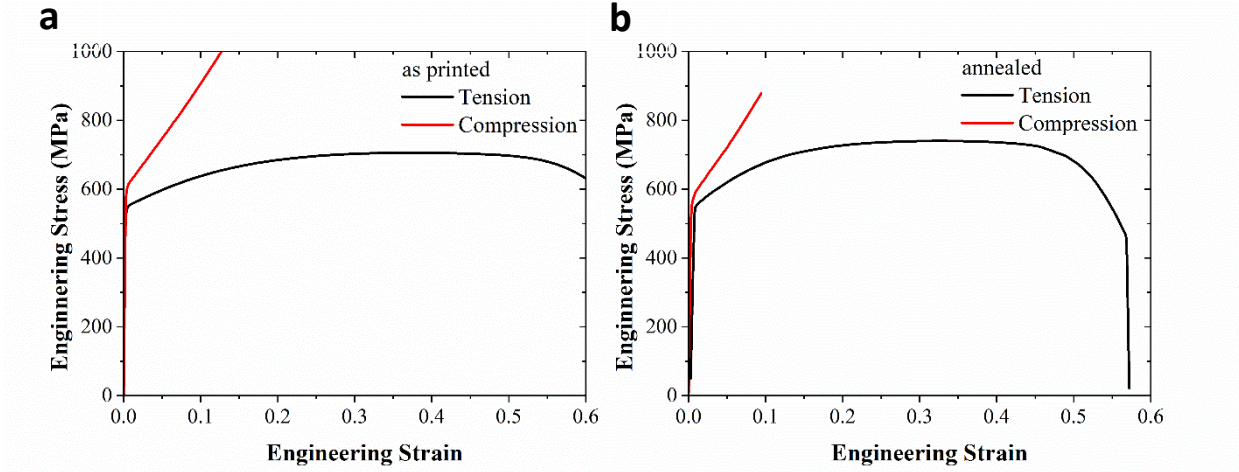 a
b
1000
800
600
400
200
0
0.0 0.1 0.2 0.3 0.4 0.5 0.6
Enginnering Stress (MPa)
Engineering Strain
as printed
Tension
Compression
1000
800
600
400
200
0
0.0 0.1 0.2 0.3 0.4 0.5 0.6
Enginnering Stress (MPa)
Engineering Strain
annealed
Tension
Compression